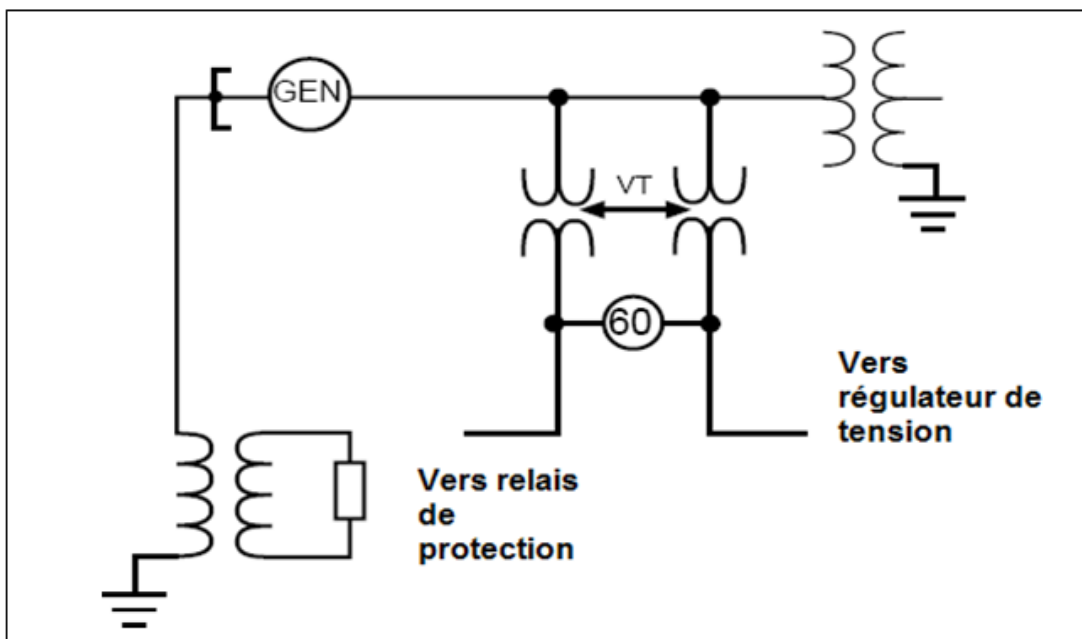 GEN
VT
60
Vers
régulateur de
tension
Vers relais
de
protection